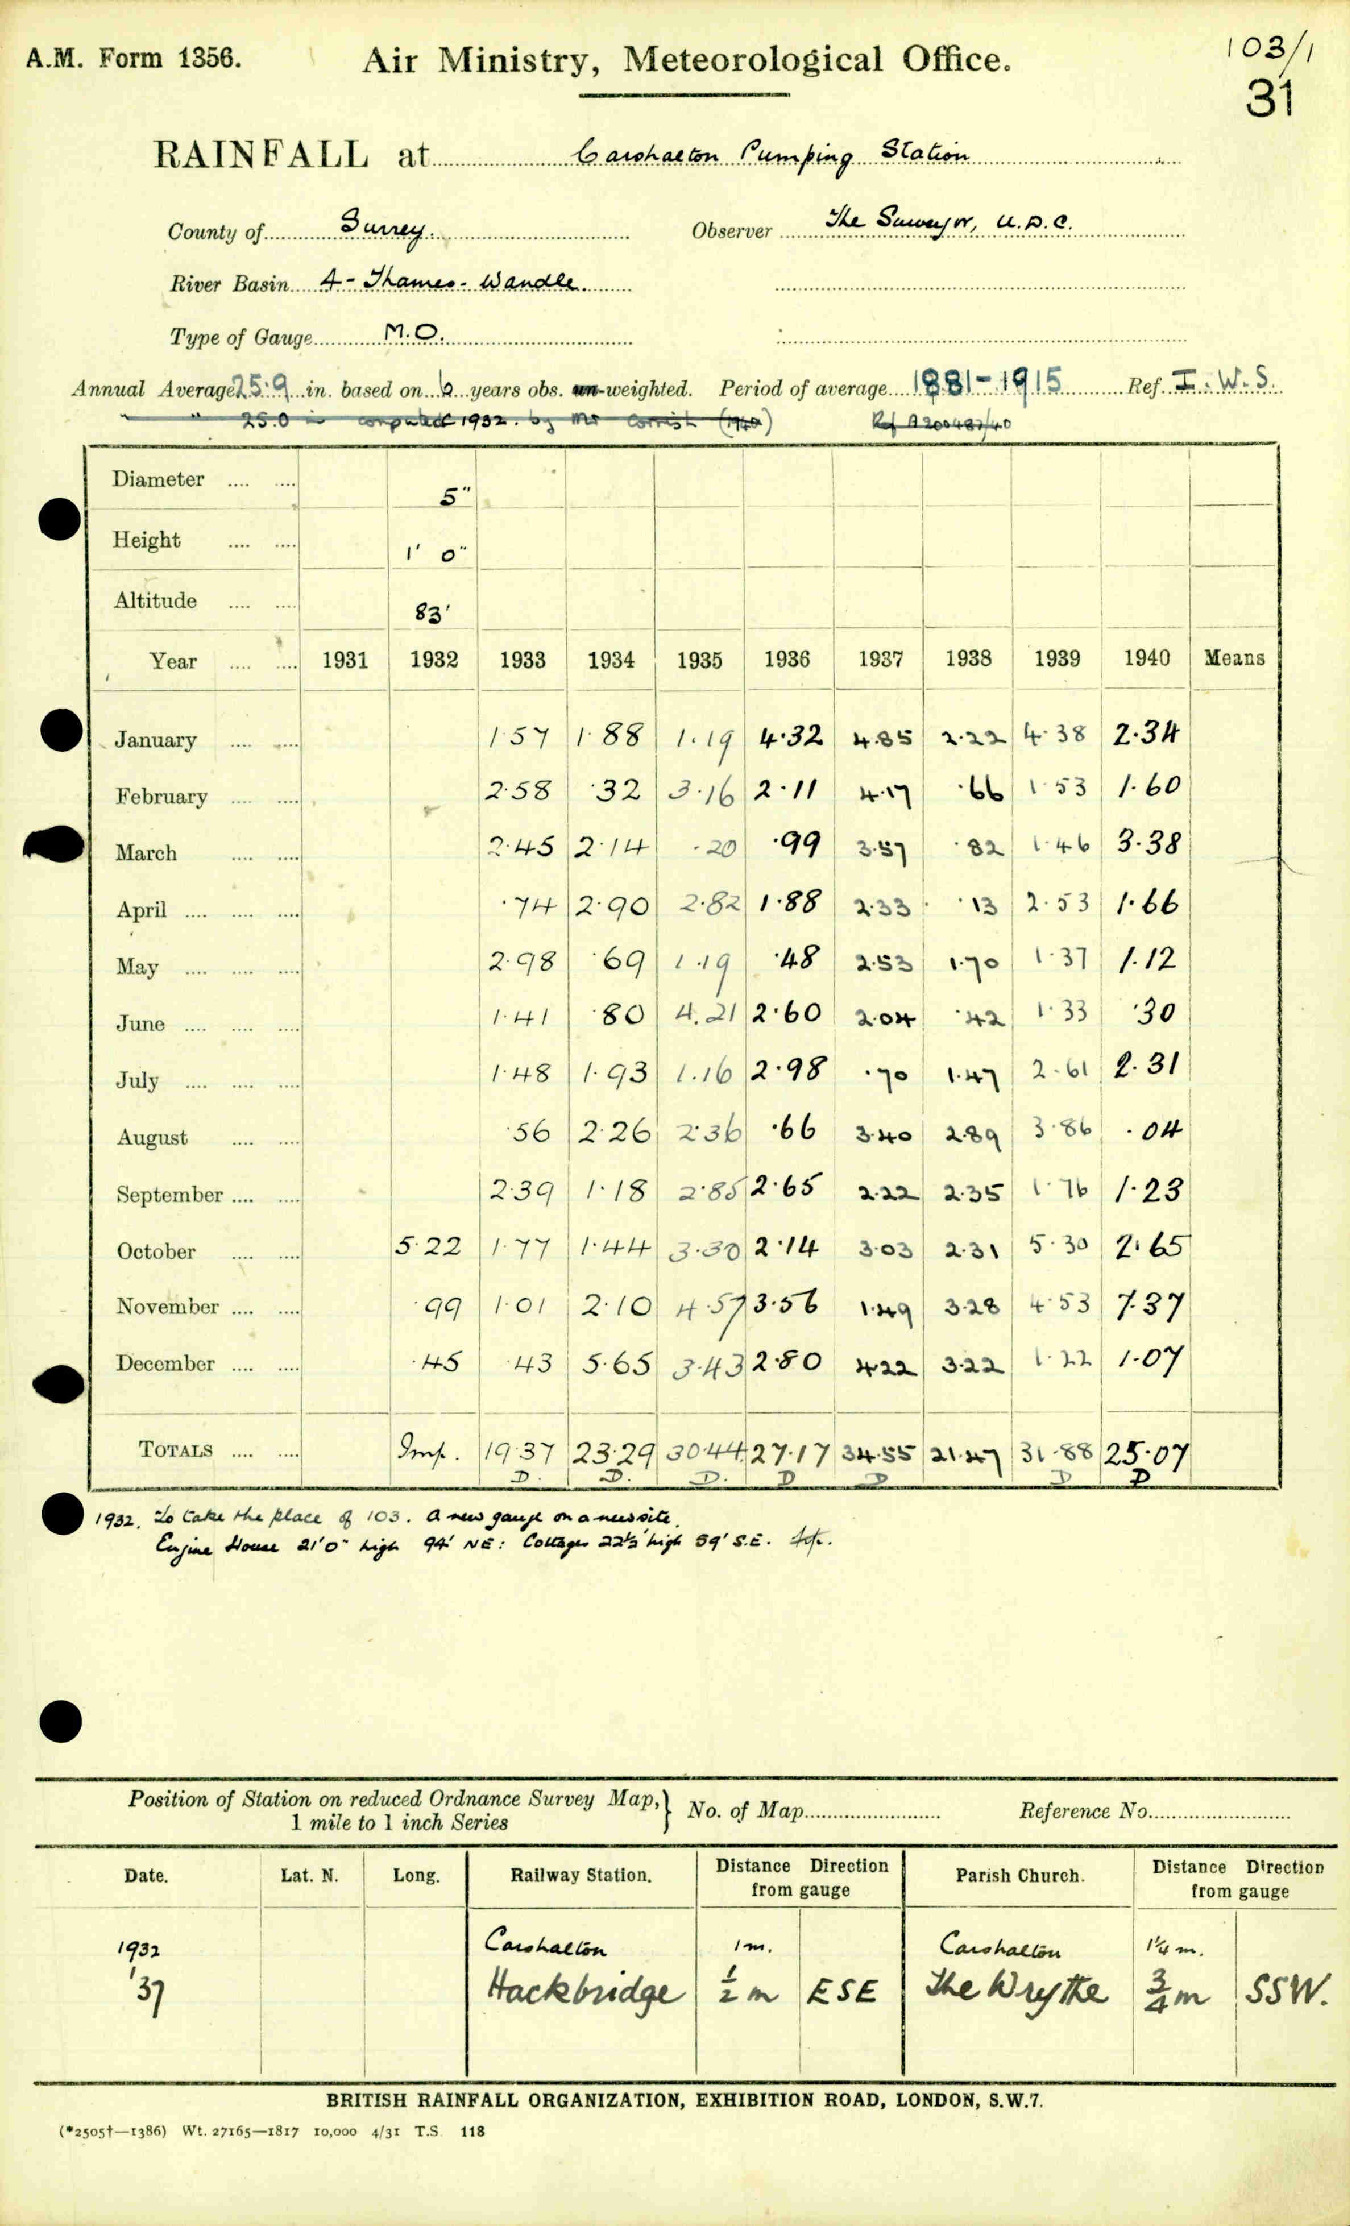 A.M. Form 1356.
Air Ministry, Meteorological Office.
103/1
31
RAINFALL at Carshalton Pumping Station
County of Surrey. Observer The Surveyor, U.D.C.
River Basin 4 - Thames - Wandle.
Type of Gauge M.O.
Annual Average 25.9 in. based on 6 years obs. un-weighted. Period of average 1881-1915 Ref. I.W.S.
" " 25.0 in computed 1932. by Mr Cornish (1940) Ref A200487/40
Diameter .... .... 5"
Height .... .... 1' 0"
Altitude .... .... 83'
Year .... .... 1931 1932 1933 1934 1935 1936 1937 1938 1939 1940 Means
January .... .... 1.57 1.88 1.19 4.32 4.85 2.22 4.38 2.34
February .... .... 2.58 .32 3.16 2.11 4.17 .66 1.53 1.60
March .... .... 2.45 2.14 .20 .99 3.57 .82 1.46 3.38
April .... .... .... .74 2.90 2.82 1.88 2.33 .13 2.53 1.66
May .... .... .... 2.98 .69 1.19 .48 2.53 1.70 1.37 1.12
June .... .... .... 1.41 .80 4.21 2.60 2.04 .42 1.33 .30
July .... .... .... 1.48 1.93 1.16 2.98 .70 1.47 2.61 2.31
August .... .... .56 2.26 2.36 .66 3.40 2.89 3.86 .04
September .... .... 2.39 1.18 2.85 2.65 2.22 2.35 1.76 1.23
October .... .... 5.22 1.77 1.44 3.30 2.14 3.03 2.31 5.30 2.65
November .... .... .99 1.01 2.10 4.57 3.56 1.49 3.28 4.53 7.37
December .... .... .45 .43 5.65 3.43 2.80 4.22 3.22 1.22 1.07
TOTALS .... .... Imp. 19.37 23.29 30.44 27.17 34.55 21.47 31.88 25.07
D. D. D. D D D D
1932. To take the place of 103. A new gauge on a new site.
Engine House 21'0" high 94' NE: Cottages 22½' high 59' S.E.
Position of Station on reduced Ordnance Survey Map, } No. of Map Reference No.
1 mile to 1 inch Series
Date. Lat. N. Long. Railway Station. Distance Direction from gauge Parish Church. Distance Direction from gauge
1932 Carshalton 1 m. Carshalton 1¼ m.
'37 Hackbridge ½ m ESE The Wrythe ¾ m SSW.
BRITISH RAINFALL ORGANIZATION, EXHIBITION ROAD, LONDON, S.W.7.
(*2505†—1386) Wt. 27165—1817 10,000 4/31 T.S. 118